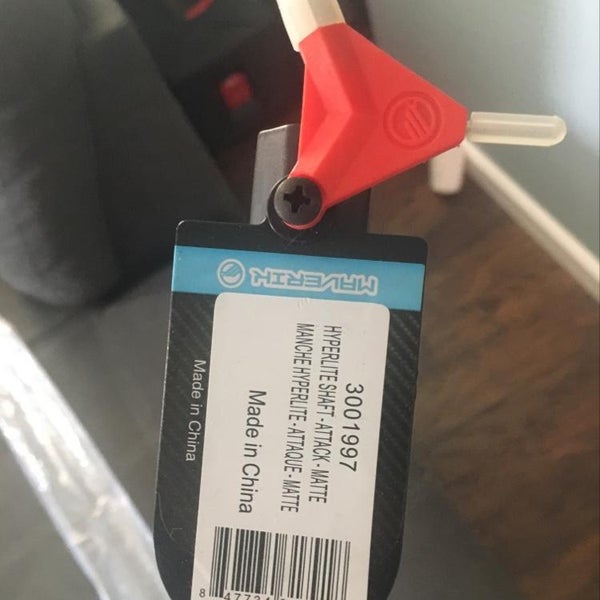 MAVERIK
3001997
HYPERLITE SHAFT - ATTACK - MATTE
MANCHE HYPERLITE - ATTAQUE - MATTE
Made in China
Made in China